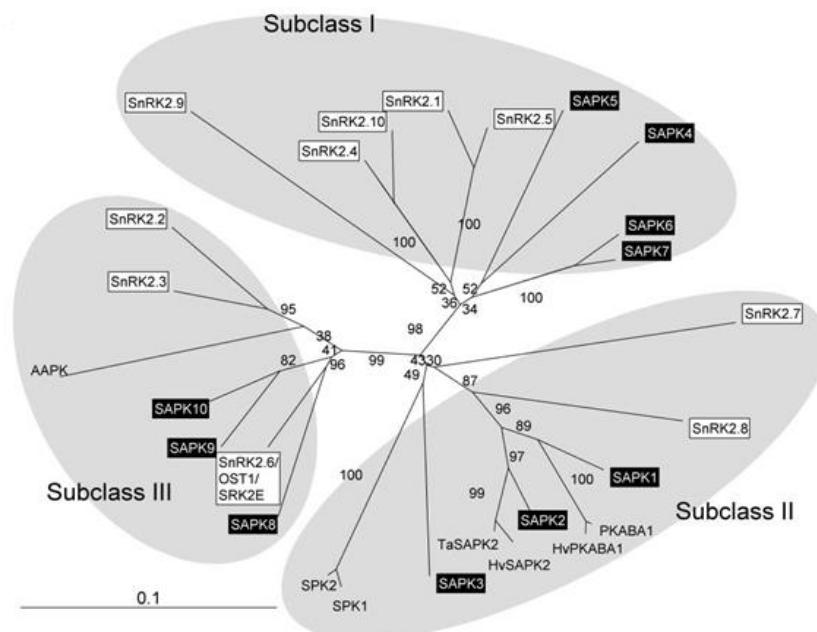 Subclass I
SnRK2.9
SnRK2.1
SnRK2.10
SnRK2.5
SnRK2.4
SAPK5
SAPK4
SAPK6
SAPK7
100
100
100
52
36
52
34
SnRK2.2
SnRK2.3
95
38
41
AAPK
82
96
99
98
SAPK10
SAPK9
SnRK2.6/
OST1/
SRK2E
SAPK8
Subclass III
4330
49
SnRK2.7
87
SnRK2.8
96
89
97
100
SAPK1
100
99
SAPK2
PKABA1
HvPKABA1
TaSAPK2
HvSAPK2
SAPK3
SPK2
SPK1
Subclass II
0.1